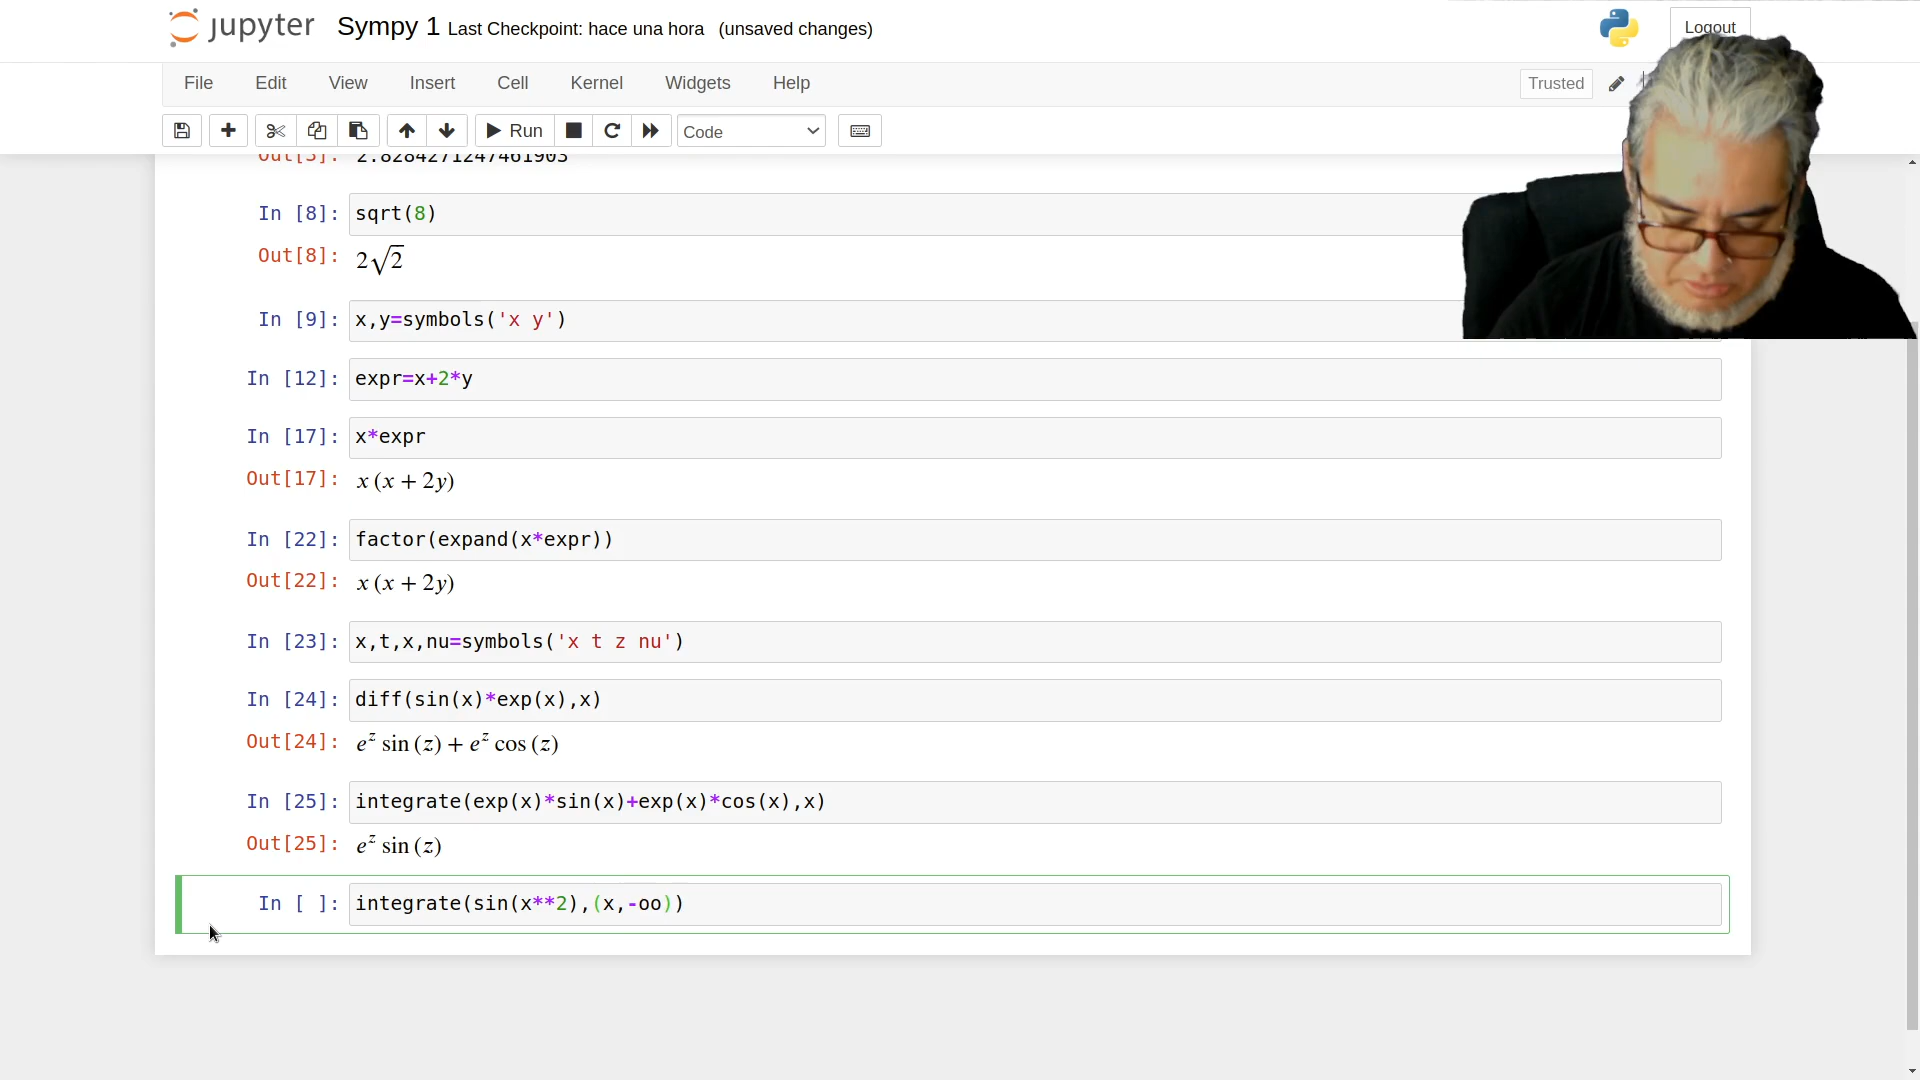 jupyter Sympy 1 Last Checkpoint: hace una hora (unsaved changes)
Logout
File Edit View Insert Cell Kernel Widgets Help
Trusted
Run Code
Out[3]: 2.8284271247461903
In [8]: sqrt(8)
Out[8]: 2√2
In [9]: x,y=symbols('x y')
In [12]: expr=x+2*y
In [17]: x*expr
Out[17]: x (x + 2y)
In [22]: factor(expand(x*expr))
Out[22]: x (x + 2y)
In [23]: x,t,x,nu=symbols('x t z nu')
In [24]: diff(sin(x)*exp(x),x)
Out[24]: e^z sin (z) + e^z cos (z)
In [25]: integrate(exp(x)*sin(x)+exp(x)*cos(x),x)
Out[25]: e^z sin (z)
In [ ]: integrate(sin(x**2),(x,-oo))